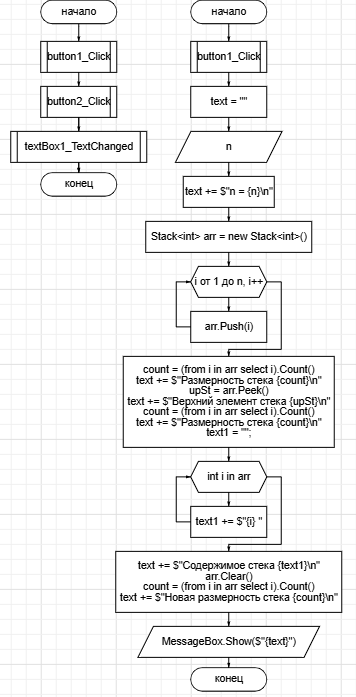 начало
button1_Click
button2_Click
textBox1_TextChanged
конец
начало
button1_Click
text = ""
n
text += $"n = {n}\n"
Stack<int> arr = new Stack<int>()
i от 1 до n, i++
arr.Push(i)
count = (from i in arr select i).Count()
text += $"Размерность стека {count}\n"
upSt = arr.Peek()
text += $"Верхний элемент стека {upSt}\n"
count = (from i in arr select i).Count()
text += $"Размерность стека {count}\n"
text1 = "";
int i in arr
text1 += $"{i} "
text += $"Содержимое стека {text1}\n"
arr.Clear()
count = (from i in arr select i).Count()
text += $"Новая размерность стека {count}\n"
MessageBox.Show($"{text}")
конец